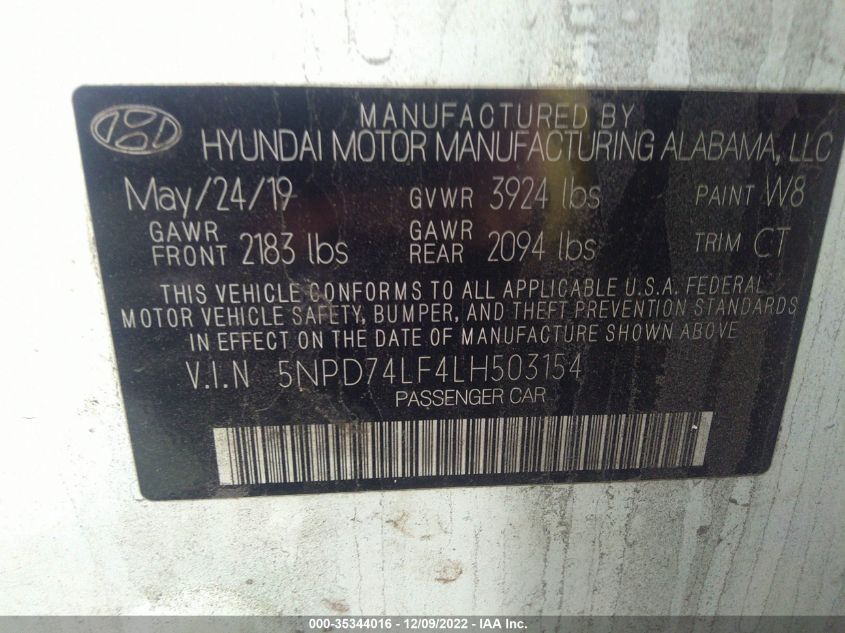 MANUFACTURED BY
HYUNDAI MOTOR MANUFACTURING ALABAMA, LLC
May/24/19 GVWR 3924 lbs PAINT W8
GAWR FRONT 2183 lbs GAWR REAR 2094 lbs TRIM CT
THIS VEHICLE CONFORMS TO ALL APPLICABLE U.S.A. FEDERAL
MOTOR VEHICLE SAFETY, BUMPER, AND THEFT PREVENTION STANDARDS
IN EFFECT ON THE DATE OF MANUFACTURE SHOWN ABOVE
V.I.N 5NPD74LF4LH503154
PASSENGER CAR
000-35344016 - 12/09/2022 - IAA Inc.